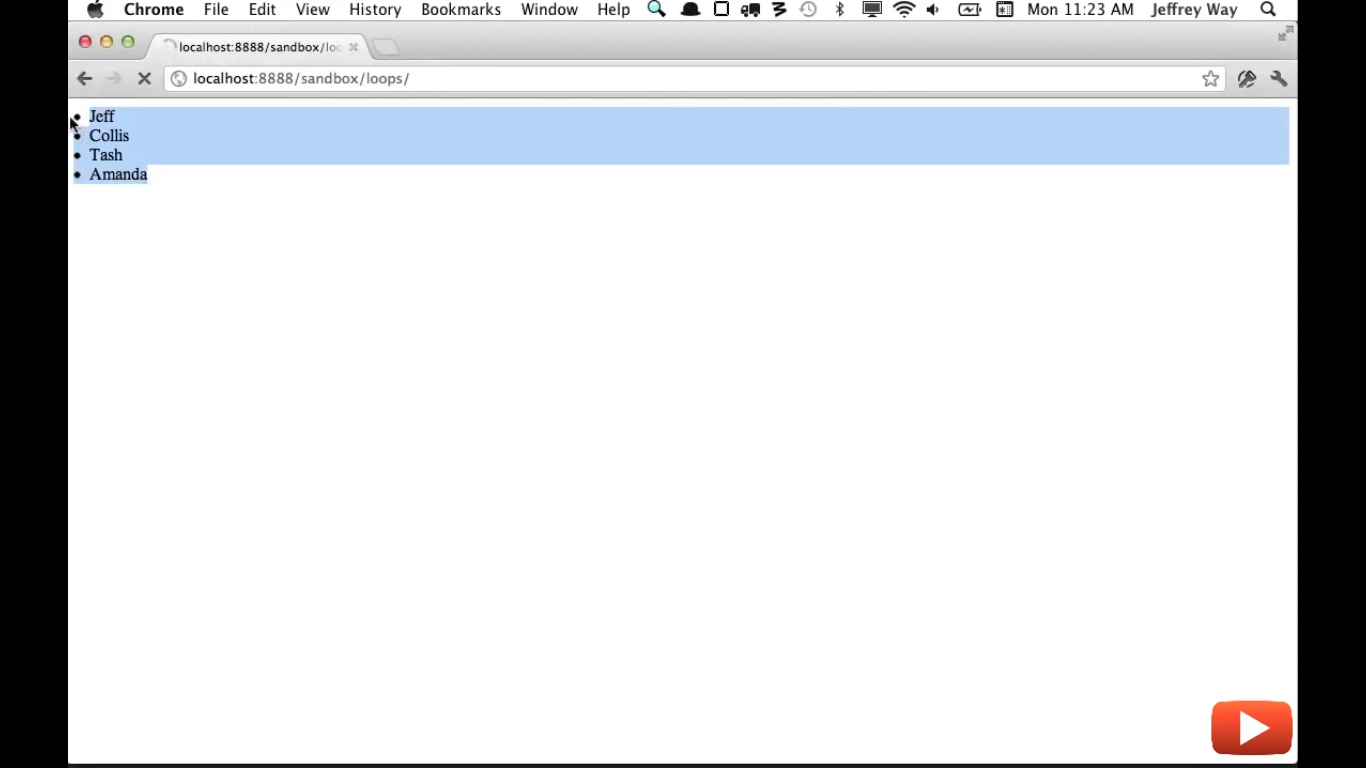 Chrome File Edit View History Bookmarks Window Help Mon 11:23 AM Jeffrey Way
localhost:8888/sandbox/loo
localhost:8888/sandbox/loops/
• Jeff
• Collis
• Tash
• Amanda